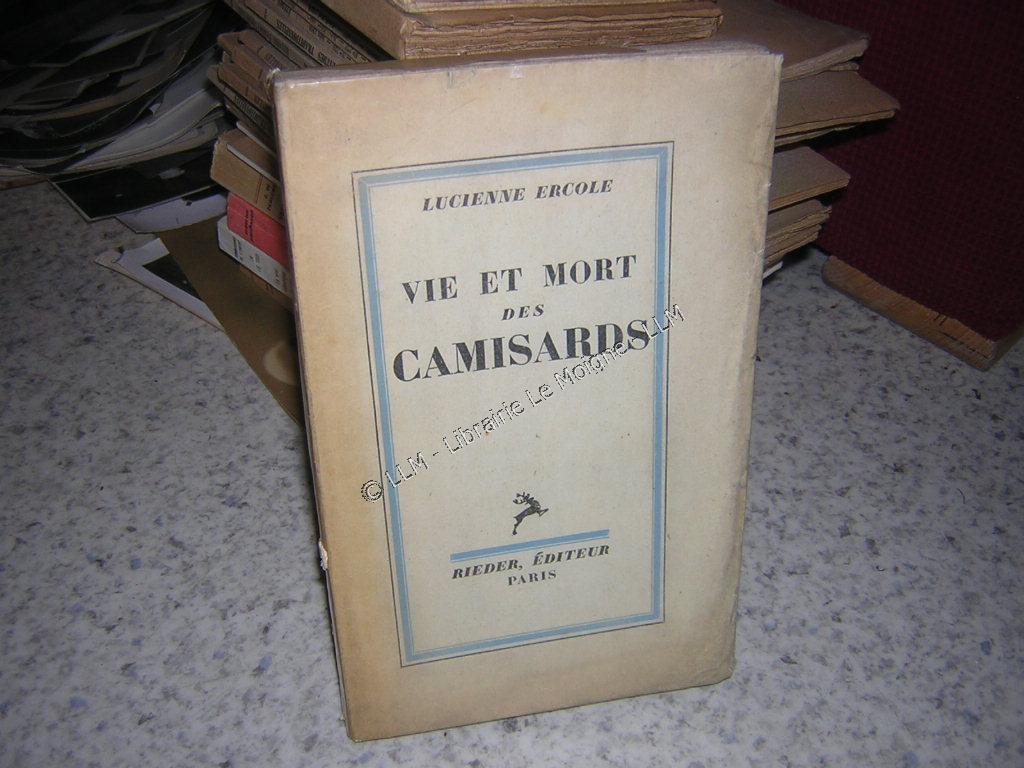 LUCIENNE ERCOLE
VIE ET MORT
DES
CAMISARDS
© LLM - Librairie Le Moigne - LLM
RIEDER, ÉDITEUR
PARIS